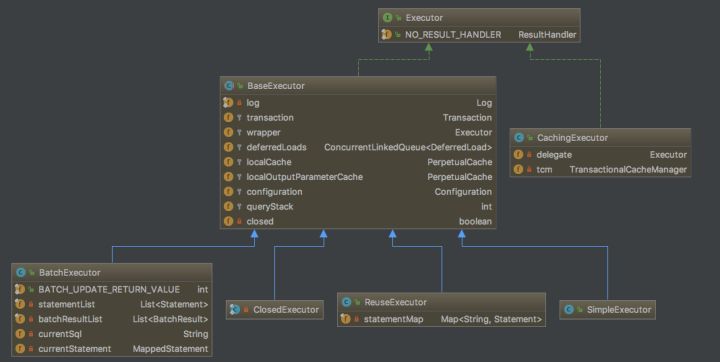 Executor
NO_RESULT_HANDLER ResultHandler
BaseExecutor
log Log
transaction Transaction
wrapper Executor
deferredLoads ConcurrentLinkedQueue<DeferredLoad>
localCache PerpetualCache
localOutputParameterCache PerpetualCache
configuration Configuration
queryStack int
closed boolean
CachingExecutor
delegate Executor
tcm TransactionalCacheManager
BatchExecutor
BATCH_UPDATE_RETURN_VALUE int
statementList List<Statement>
batchResultList List<BatchResult>
currentSql String
currentStatement MappedStatement
ClosedExecutor
ReuseExecutor
statementMap Map<String, Statement>
SimpleExecutor